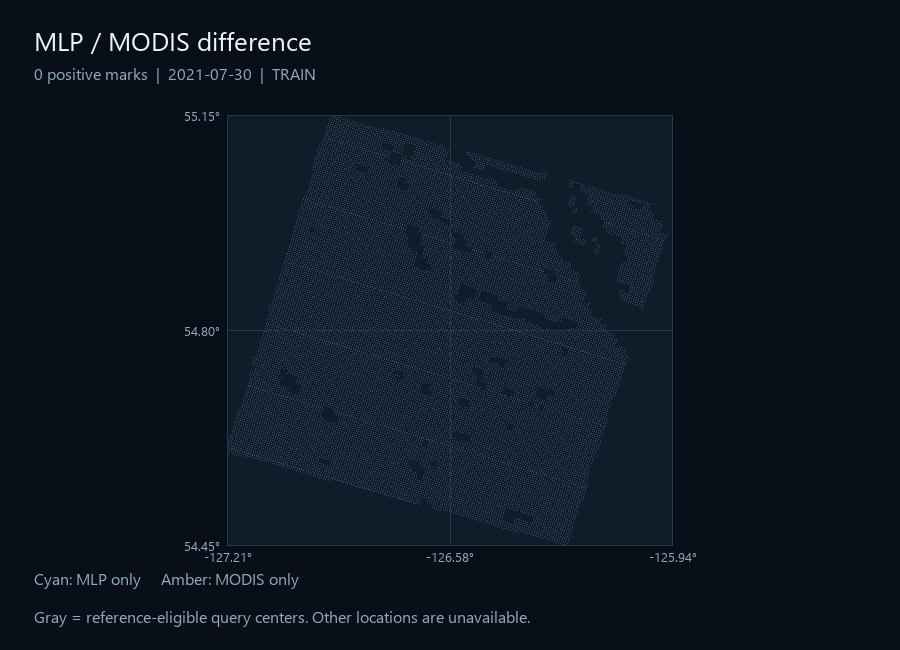 MLP / MODIS difference
0 positive marks | 2021-07-30 | TRAIN
55.15°
54.80°
54.45°
-127.21° -126.58° -125.94°
Cyan: MLP only Amber: MODIS only
Gray = reference-eligible query centers. Other locations are unavailable.